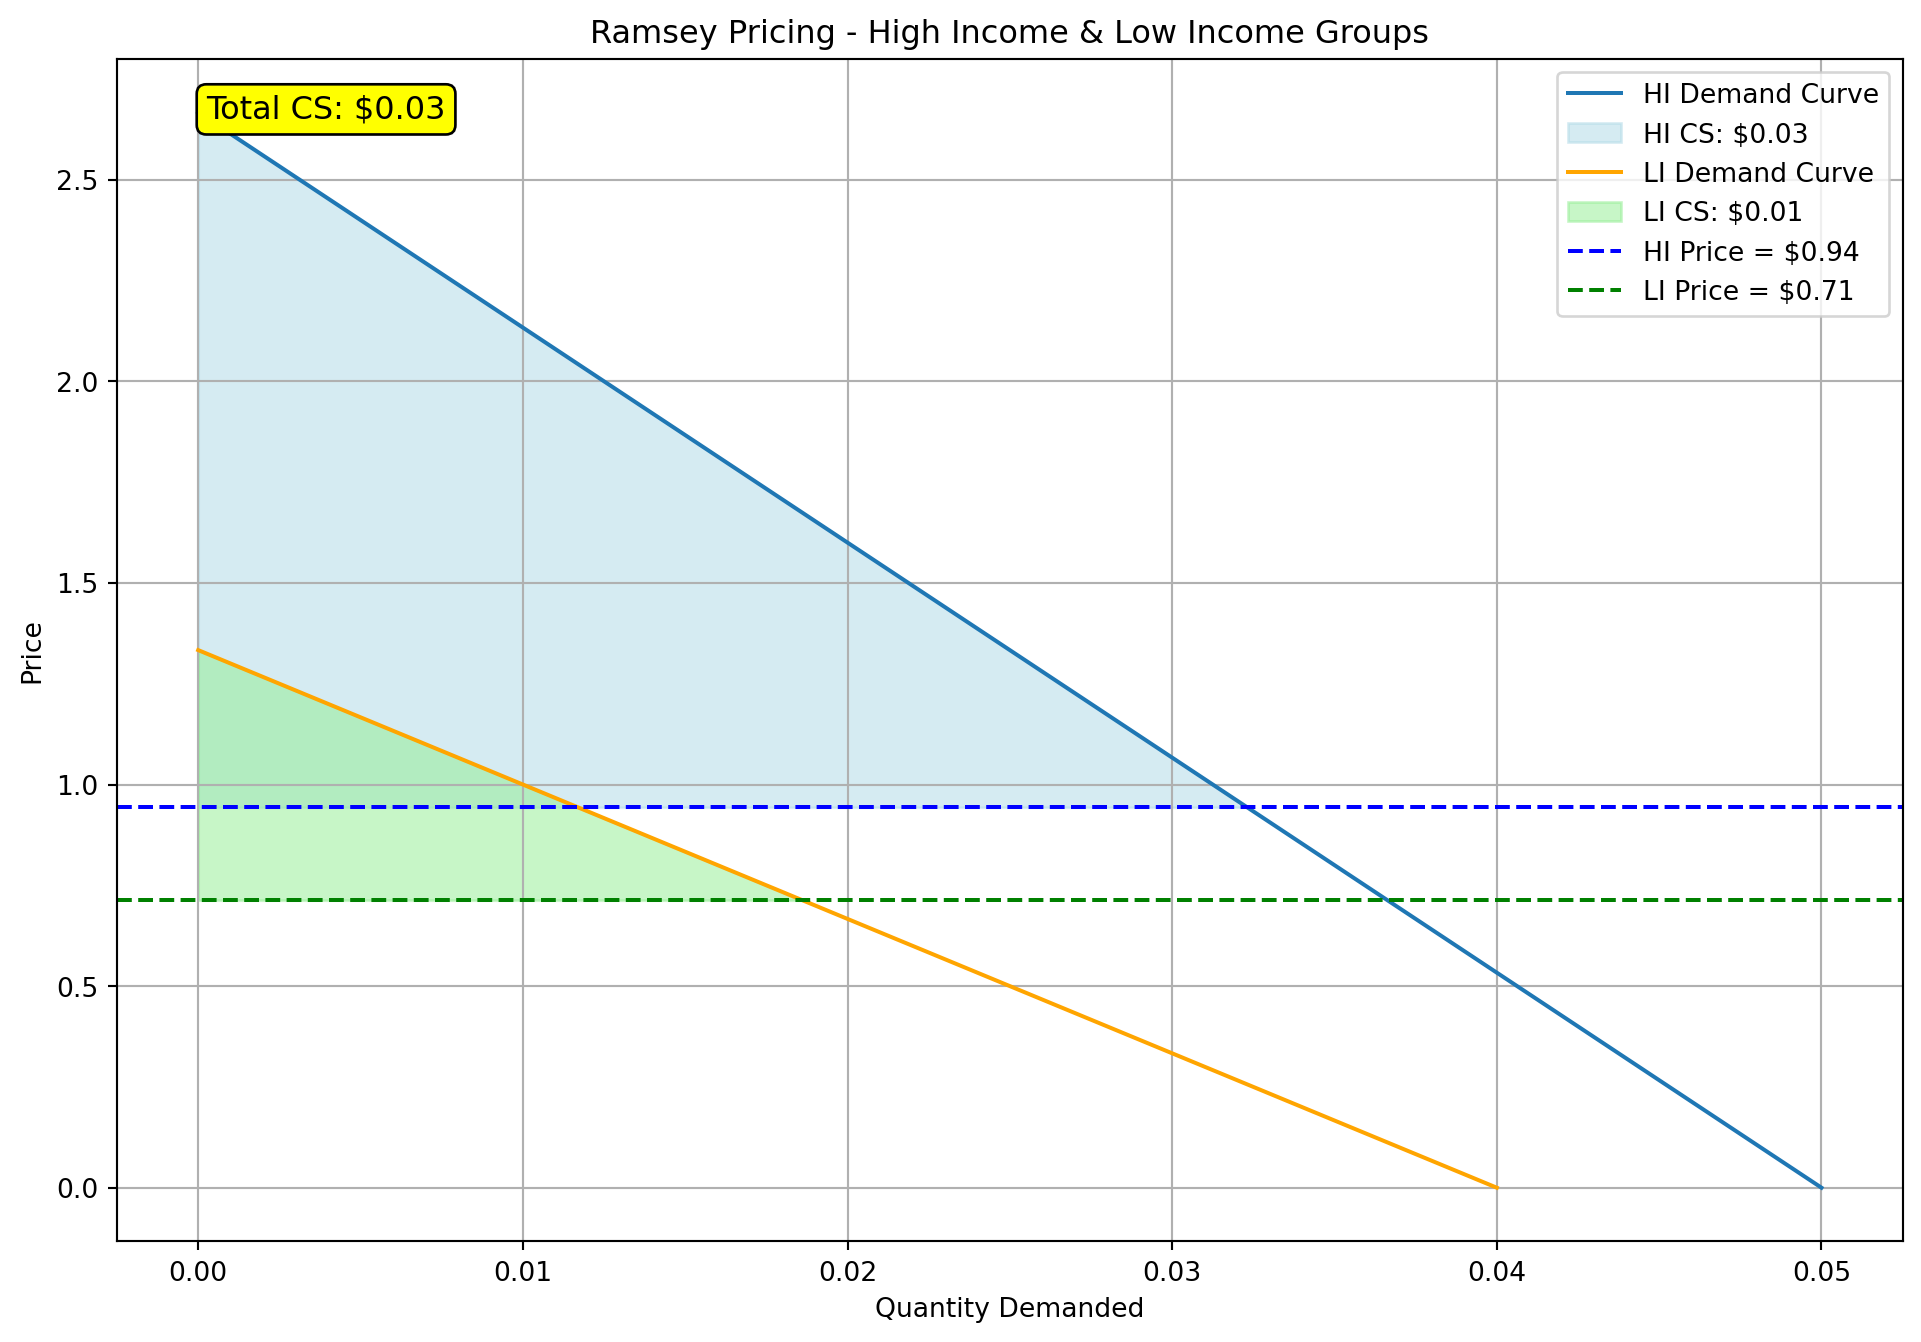 Ramsey Pricing - High Income & Low Income Groups
Total CS: $0.03
HI Demand Curve
HI CS: $0.03
LI Demand Curve
LI CS: $0.01
HI Price = $0.94
LI Price = $0.71
2.5
2.0
1.5
1.0
0.5
0.0
Price
0.00 0.01 0.02 0.03 0.04 0.05
Quantity Demanded